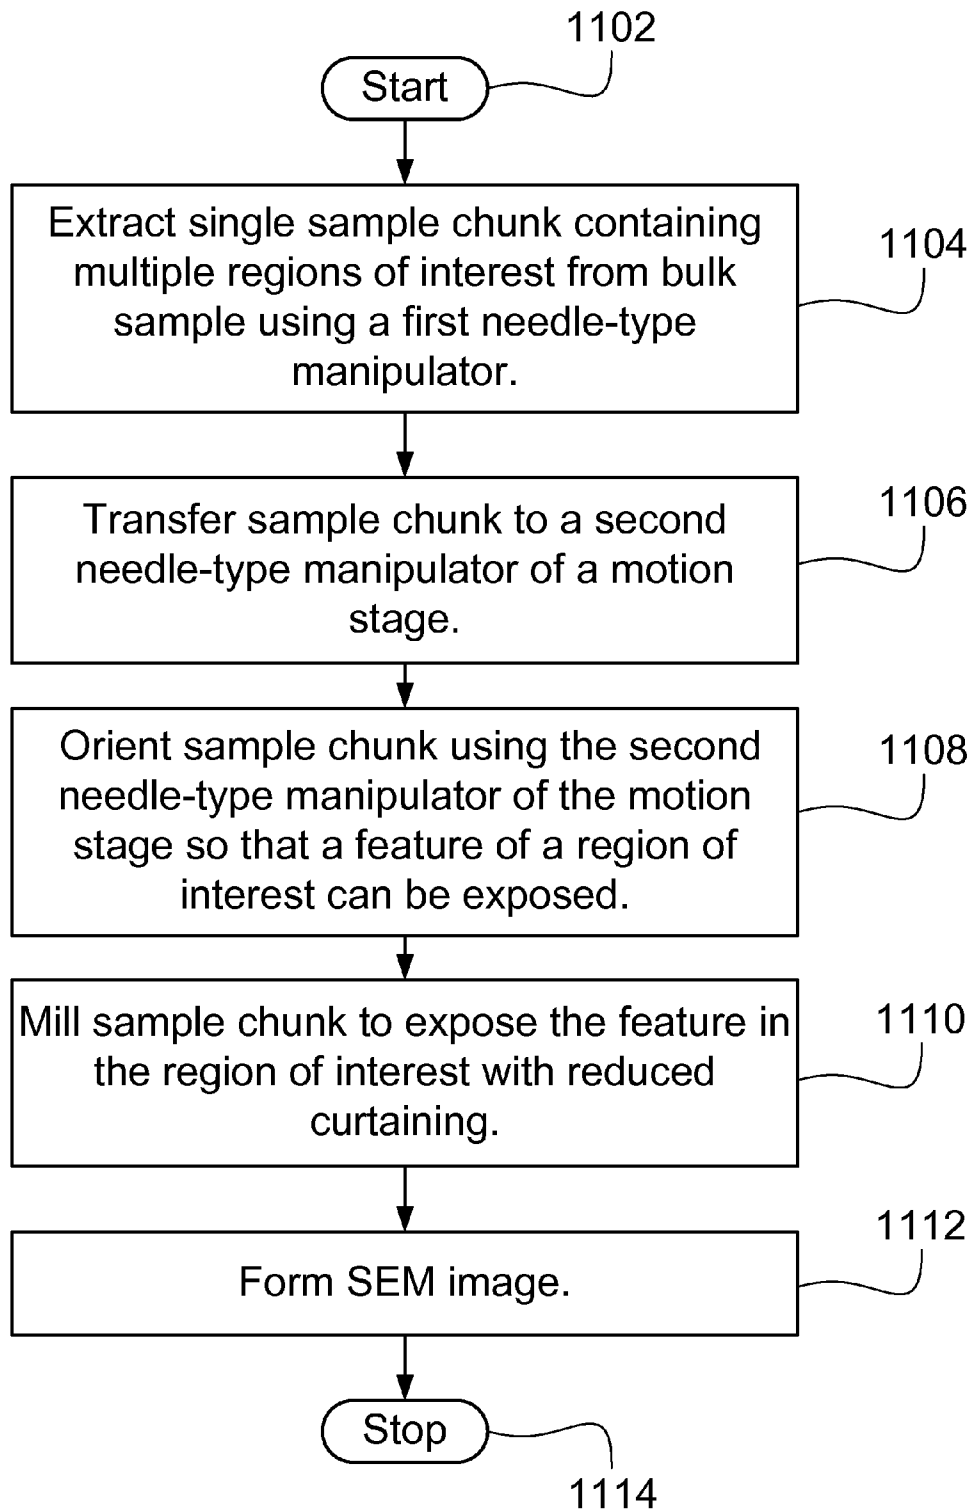 1102
Start
Extract single sample chunk containing
multiple regions of interest from bulk
sample using a first needle-type
manipulator.
1104
Transfer sample chunk to a second
needle-type manipulator of a motion
stage.
1106
Orient sample chunk using the second
needle-type manipulator of the motion
stage so that a feature of a region of
interest can be exposed.
1108
Mill sample chunk to expose the feature in
the region of interest with reduced
curtaining.
1110
Form SEM image.
1112
Stop
1114